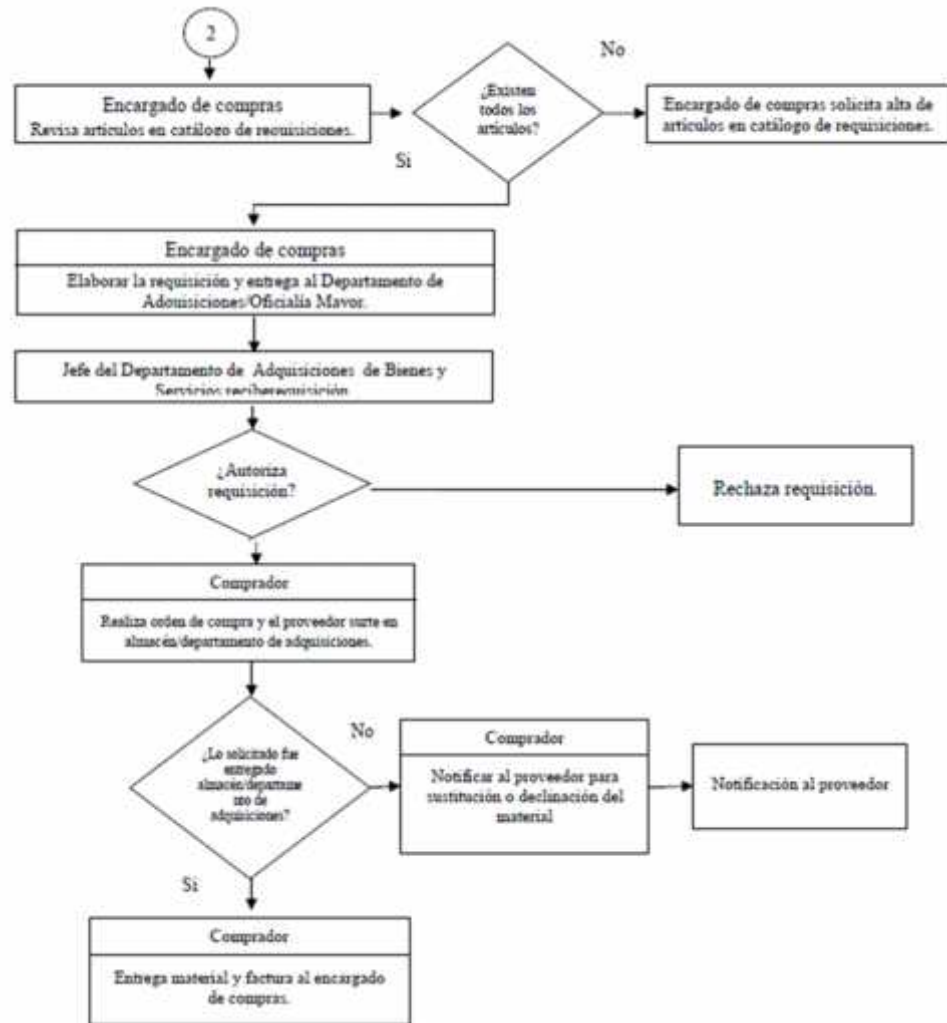 2
No
Encargado de compras
Revisa artículos en catálogo de requisiciones.
¿Existen
todos los
artículos?
Encargado de compras solicita alta de
artículos en catálogo de requisiciones.
Si
Encargado de compras
Elaborar la requisición y entrega al Departamento de
Adquisiciones/Oficialía Mayor.
Jefe del Departamento de Adquisiciones de Bienes y
Servicios reciberequisición
¿Autoriza
requisición?
Rechaza requisición.
Comprador
Realiza orden de compra y el proveedor surte en
almacén/departamento de adquisiciones.
¿Lo solicitado fue
entregado
almacén/departame
nto de
adquisiciones?
No
Comprador
Notificar al proveedor para
sustitución o declinación del
material
Notificación al proveedor
Si
Comprador
Entrega material y factura al encargado
de compras.